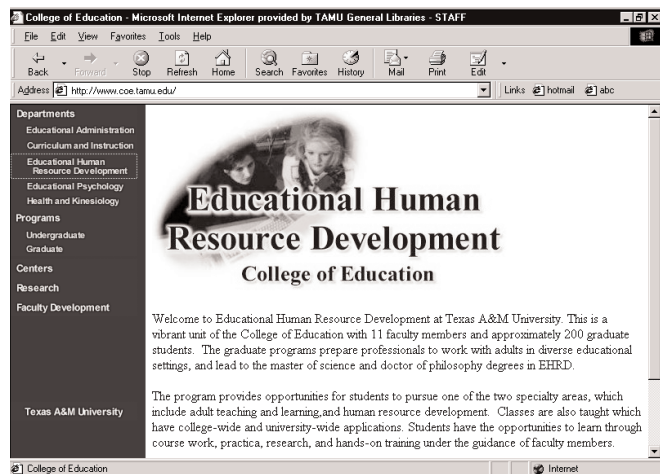 College of Education - Microsoft Internet Explorer provided by TAMU General Libraries - STAFF
File Edit View Favorites Tools Help
Back Forward Stop Refresh Home Search Favorites History Mail Print Edit
Address http://www.coe.tamu.edu/ Links hotmail abc
Departments
Educational Administration
Curriculum and Instruction
Educational Human
Resource Development
Educational Psychology
Health and Kinesiology
Programs
Undergraduate
Graduate
Centers
Research
Faculty Development
Texas A&M University
Educational Human
Resource Development
College of Education
Welcome to Educational Human Resource Development at Texas A&M University. This is a
vibrant unit of the College of Education with 11 faculty members and approximately 200 graduate
students. The graduate programs prepare professionals to work with adults in diverse educational
settings, and lead to the master of science and doctor of philosophy degrees in EHRD.
The program provides opportunities for students to pursue one of the two specialty areas, which
include adult teaching and learning,and human resource development. Classes are also taught which
have college-wide and university-wide applications. Students have the opportunities to learn through
course work, practica, research, and hands-on training under the guidance of faculty members.
College of Education Internet